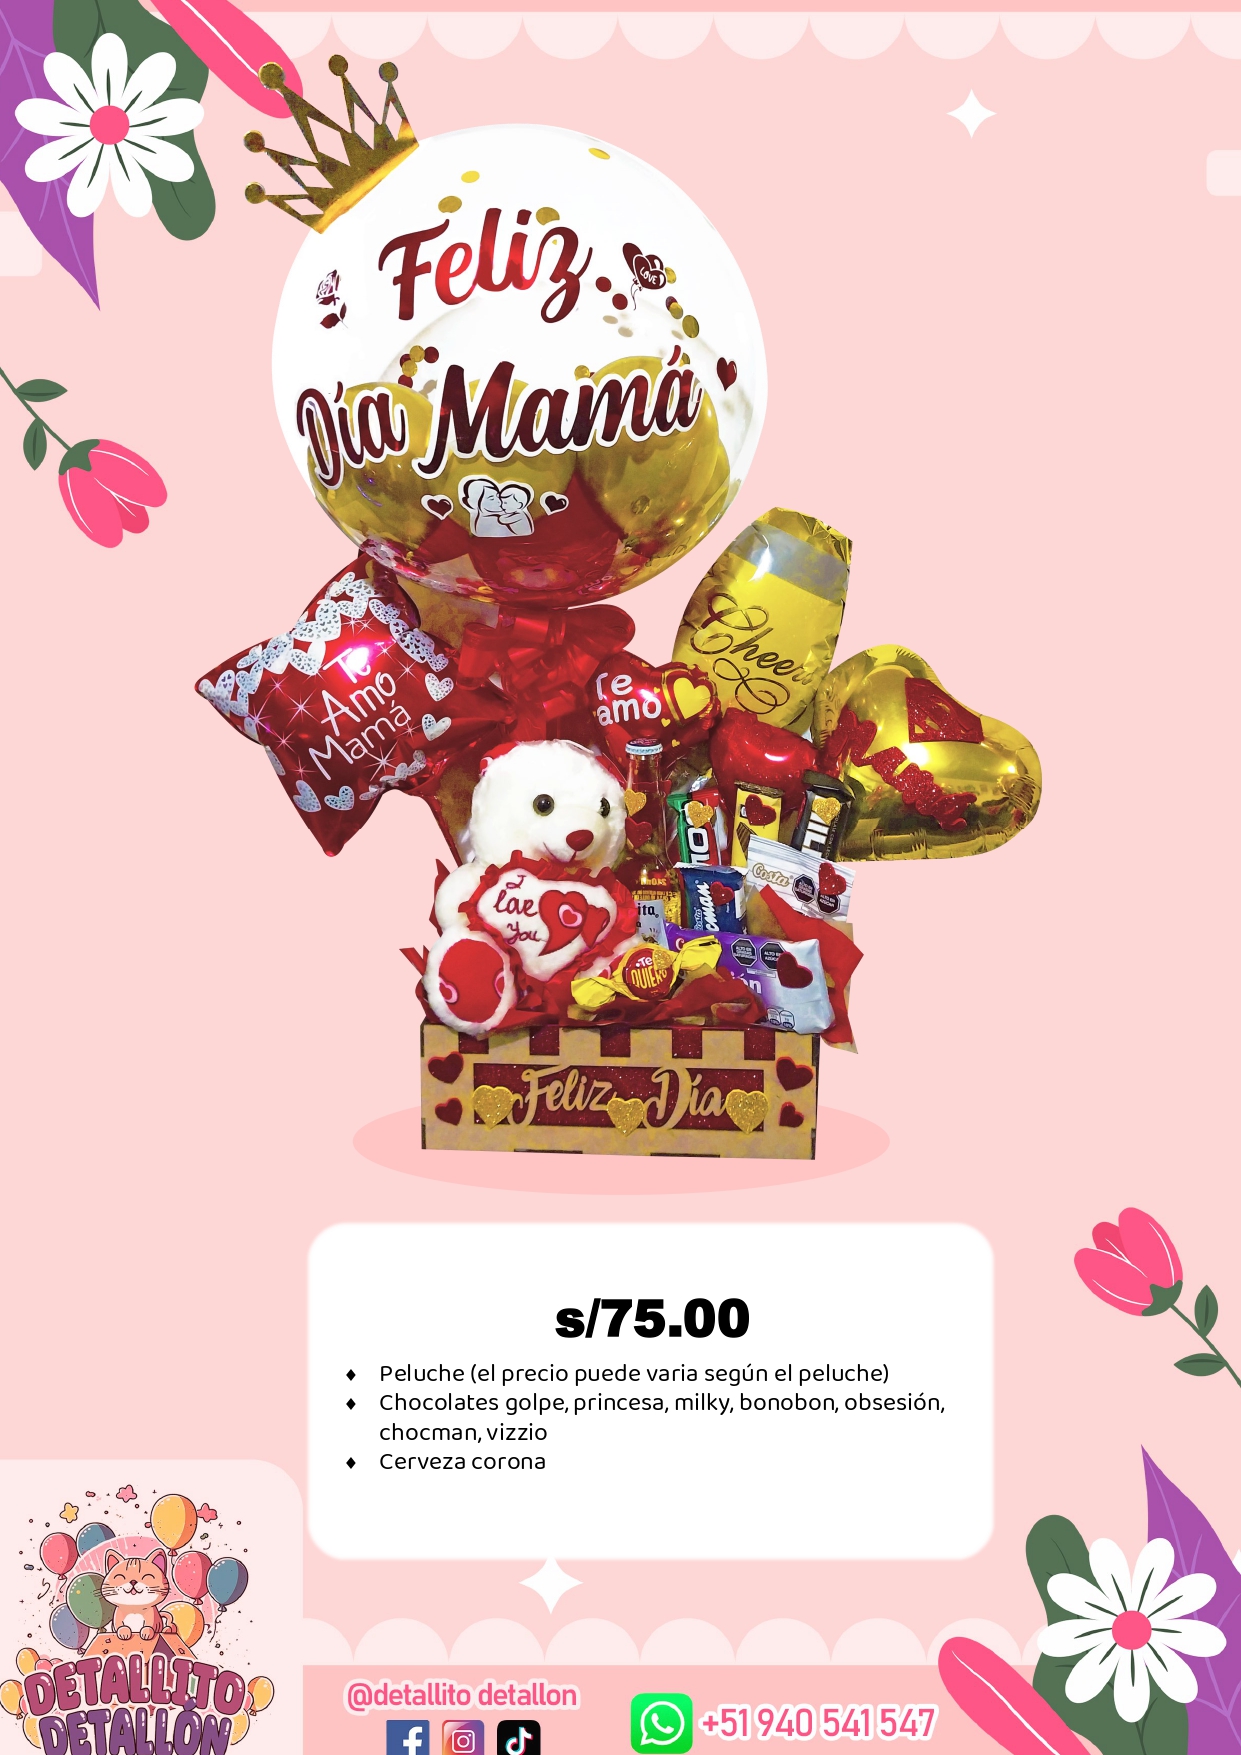 Feliz
LOVE
Día Mamá
Cheers
Te
Amo
Mamá
Te
amo
I
love
You
Costa
¡Te
QUIERO
Feliz Día
s/75.00
♦ Peluche (el precio puede varia según el peluche)
♦ Chocolates golpe, princesa, milky, bonobon, obsesión,
chocman, vizzio
♦ Cerveza corona
DETALLITO
DETALLÓN
@detallito detallon
+51 940 541 547